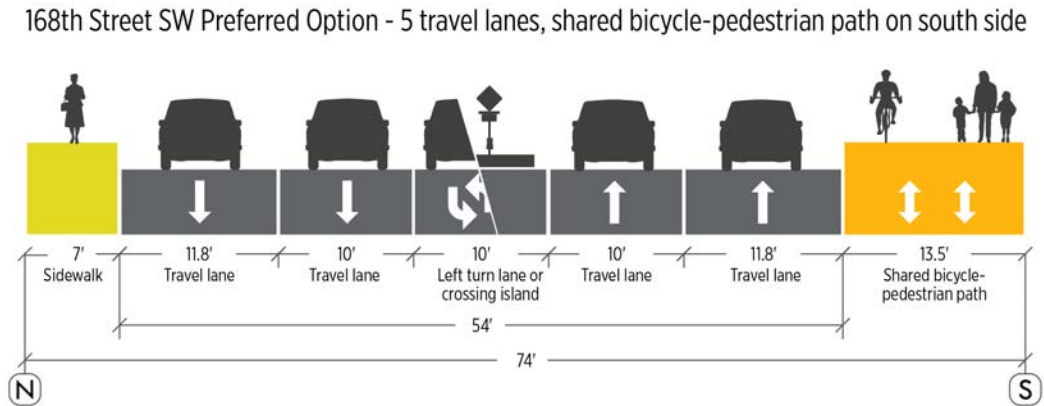 168th Street SW Preferred Option - 5 travel lanes, shared bicycle-pedestrian path on south side
7'
Sidewalk
11.8'
Travel lane
10'
Travel lane
10'
Left turn lane or
crossing island
10'
Travel lane
11.8'
Travel lane
13.5'
Shared bicycle-
pedestrian path
54'
74'
N
S